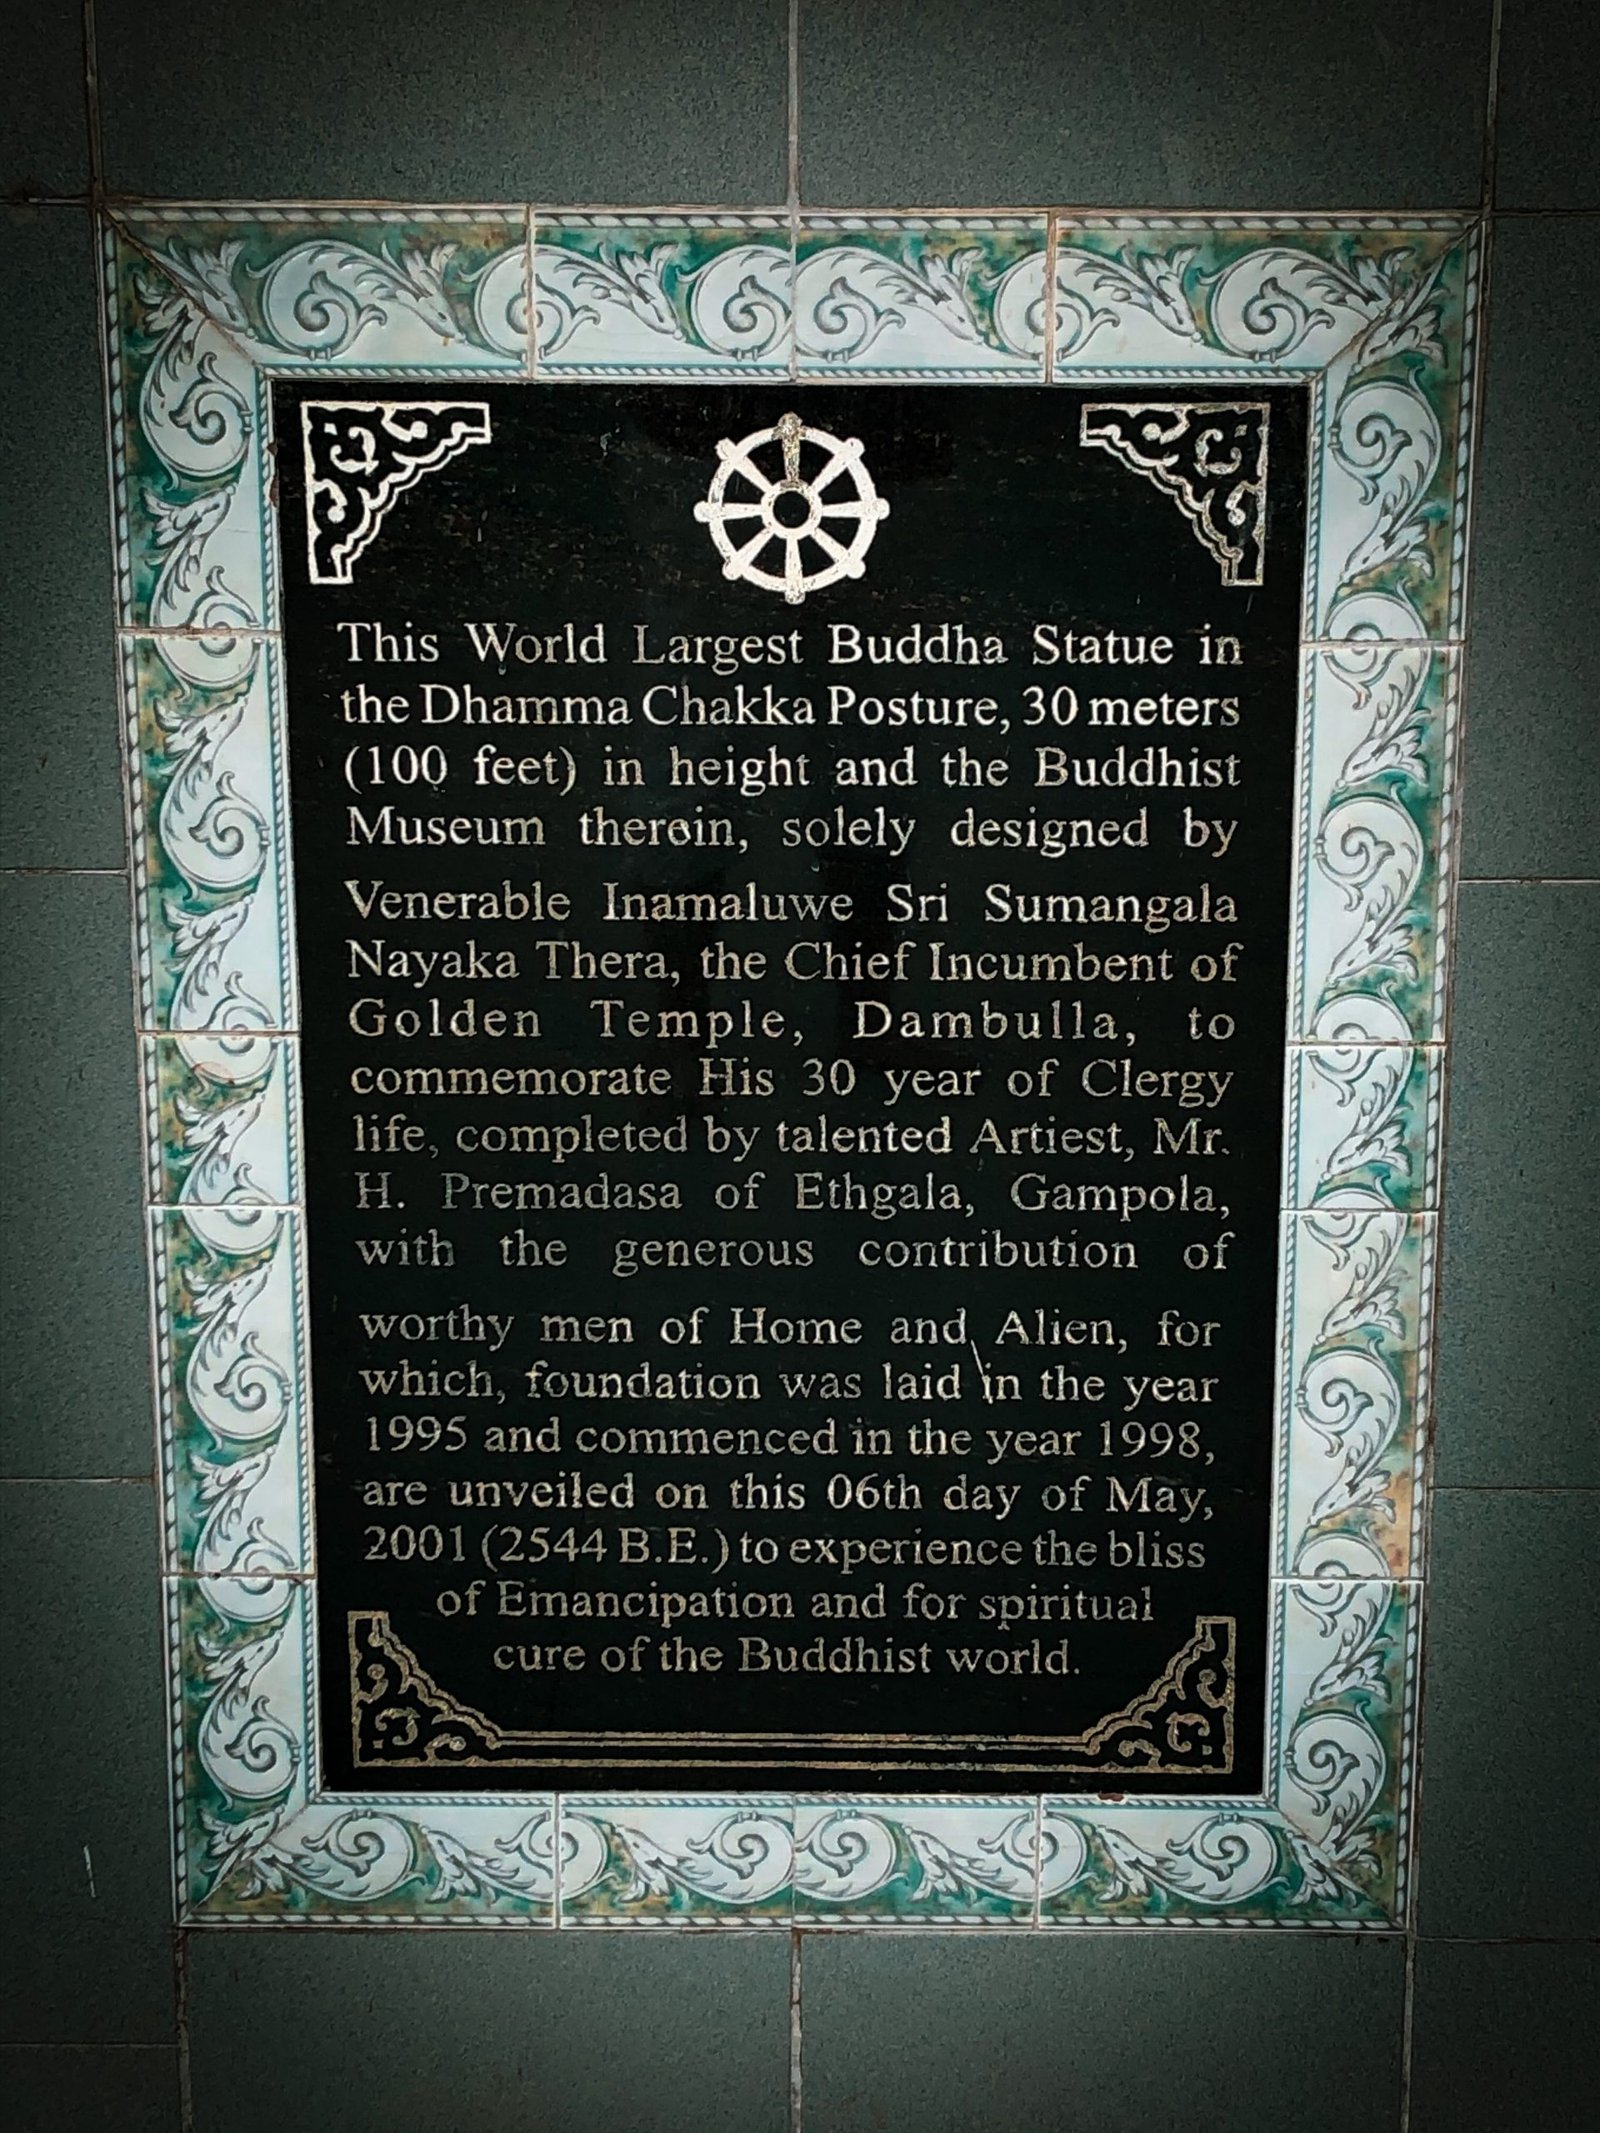 This World Largest Buddha Statue in
the Dhamma Chakka Posture, 30 meters
(100 feet) in height and the Buddhist
Museum therein, solely designed by
Venerable Inamaluwe Sri Sumangala
Nayaka Thera, the Chief Incumbent of
Golden Temple, Dambulla, to
commemorate His 30 year of Clergy
life, completed by talented Artiest, Mr.
H. Premadasa of Ethgala, Gampola,
with the generous contribution of
worthy men of Home and Alien, for
which, foundation was laid in the year
1995 and commenced in the year 1998,
are unveiled on this 06th day of May,
2001 (2544 B.E.) to experience the bliss
of Emancipation and for spiritual
cure of the Buddhist world.